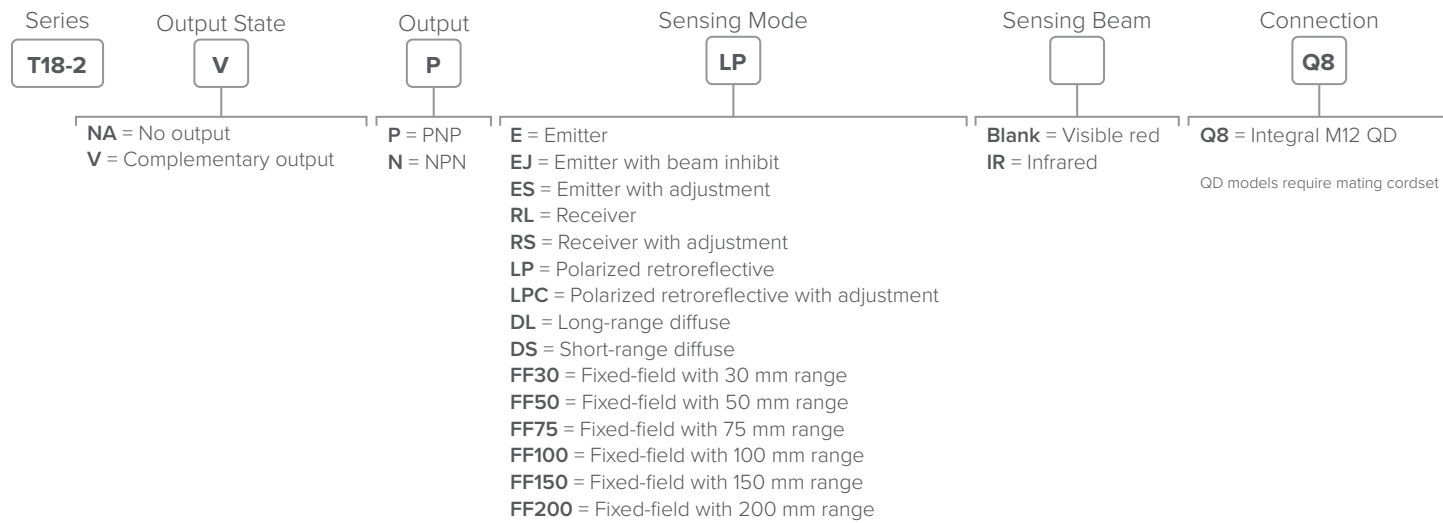 Series Output State Output Sensing Mode Sensing Beam Connection
T18-2 V P LP Q8
NA = No output
V = Complementary output
P = PNP
N = NPN
E = Emitter
EJ = Emitter with beam inhibit
ES = Emitter with adjustment
RL = Receiver
RS = Receiver with adjustment
LP = Polarized retroreflective
LPC = Polarized retroreflective with adjustment
DL = Long-range diffuse
DS = Short-range diffuse
FF30 = Fixed-field with 30 mm range
FF50 = Fixed-field with 50 mm range
FF75 = Fixed-field with 75 mm range
FF100 = Fixed-field with 100 mm range
FF150 = Fixed-field with 150 mm range
FF200 = Fixed-field with 200 mm range
Blank = Visible red
IR = Infrared
Q8 = Integral M12 QD
QD models require mating cordset